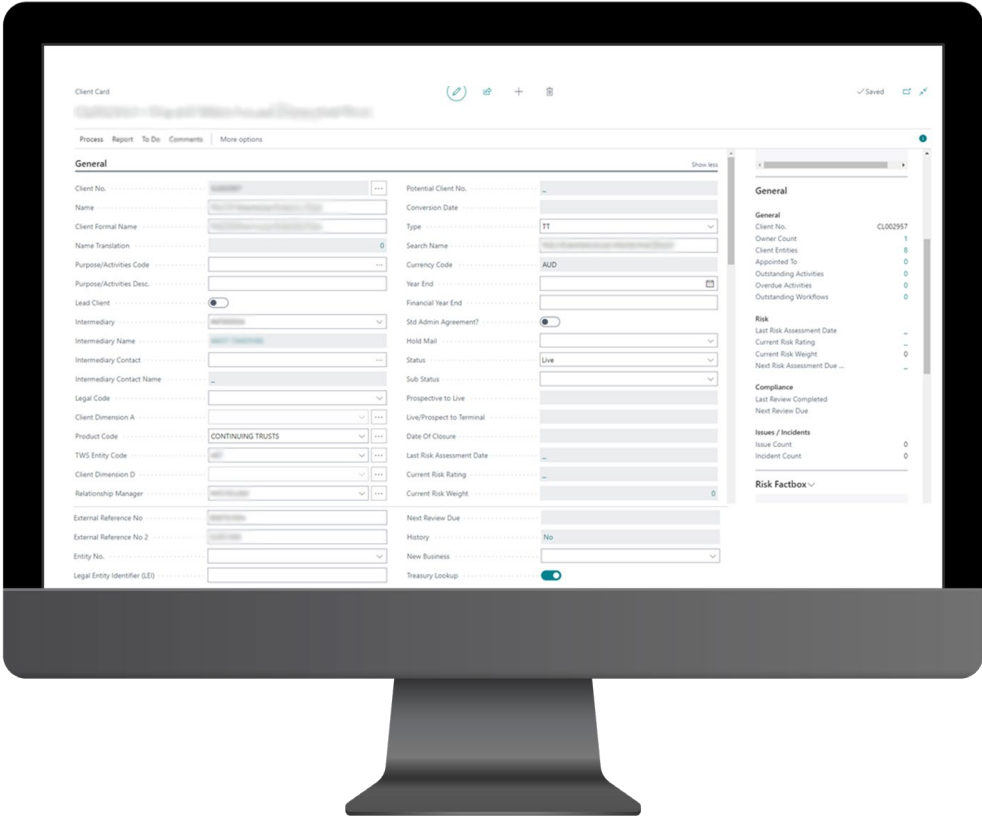 Client Card
Saved
Process Report To Do Comments More options
General
Show less
Client No.
Name
Client Formal Name
Name Translation 0
Purpose/Activities Code
Purpose/Activities Desc.
Lead Client
Intermediary
Intermediary Name
Intermediary Contact
Intermediary Contact Name _
Legal Code
Client Dimension A
Product Code CONTINUING TRUSTS
TWS Entity Code
Client Dimension D
Relationship Manager
External Reference No
External Reference No 2
Entity No.
Legal Entity Identifier (LEI)
Potential Client No. _
Conversion Date
Type TT
Search Name
Currency Code AUD
Year End
Financial Year End
Std Admin Agreement?
Hold Mail
Status Live
Sub Status
Prospective to Live
Live/Prospect to Terminal
Date Of Closure
Last Risk Assessment Date _
Current Risk Rating _
Current Risk Weight 0
Next Review Due
History No
New Business
Treasury Lookup
General
General
Client No. CL002957
Owner Count 1
Client Entities 8
Appointed To 0
Outstanding Activities 0
Overdue Activities 0
Outstanding Workflows 0
Risk
Last Risk Assessment Date _
Current Risk Rating _
Current Risk Weight 0
Next Risk Assessment Due ... _
Compliance
Last Review Completed
Next Review Due
Issues / Incidents
Issue Count 0
Incident Count 0
Risk Factbox